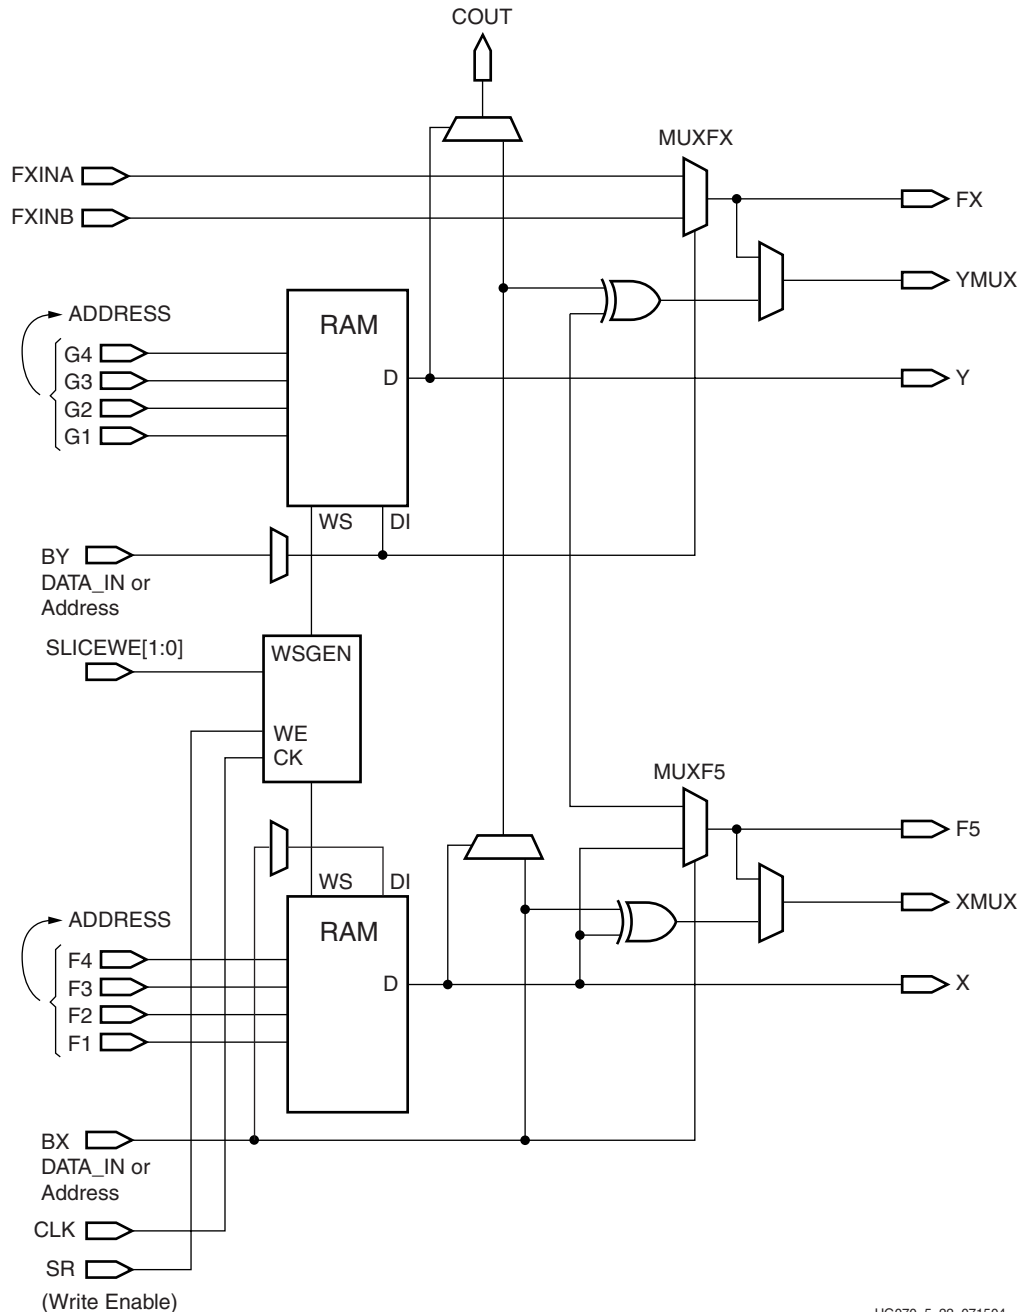 COUT
MUXFX
FXINA
FX
FXINB
YMUX
ADDRESS
RAM
G4
G3
D
Y
G2
G1
WS
DI
BY
DATA_IN or
Address
SLICEWE[1:0]
WSGEN
WE
CK
MUXF5
F5
WS
DI
XMUX
ADDRESS
RAM
F4
F3
D
X
F2
F1
BX
DATA_IN or
Address
CLK
SR
(Write Enable)